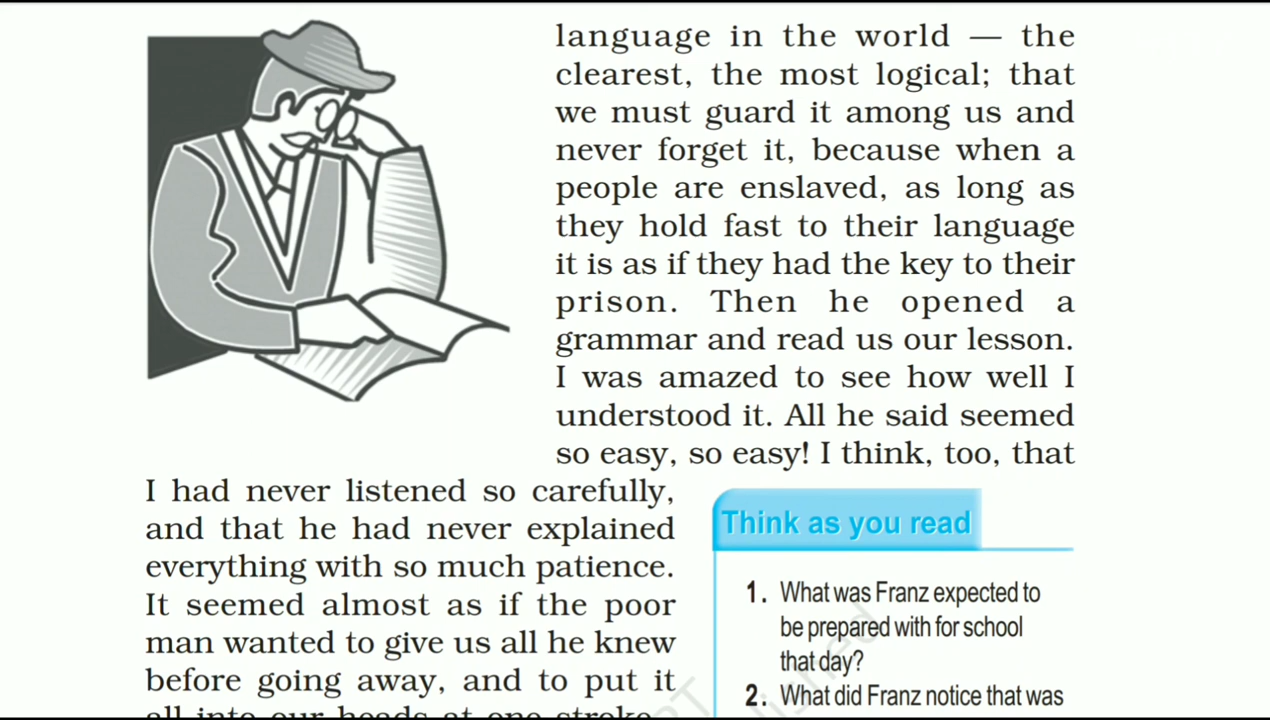 language in the world — the
clearest, the most logical; that
we must guard it among us and
never forget it, because when a
people are enslaved, as long as
they hold fast to their language
it is as if they had the key to their
prison. Then he opened a
grammar and read us our lesson.
I was amazed to see how well I
understood it. All he said seemed
so easy, so easy! I think, too, that
I had never listened so carefully,
and that he had never explained
everything with so much patience.
It seemed almost as if the poor
man wanted to give us all he knew
before going away, and to put it
all into our heads at one stroke.
Think as you read
1. What was Franz expected to
be prepared with for school
that day?
2. What did Franz notice that was